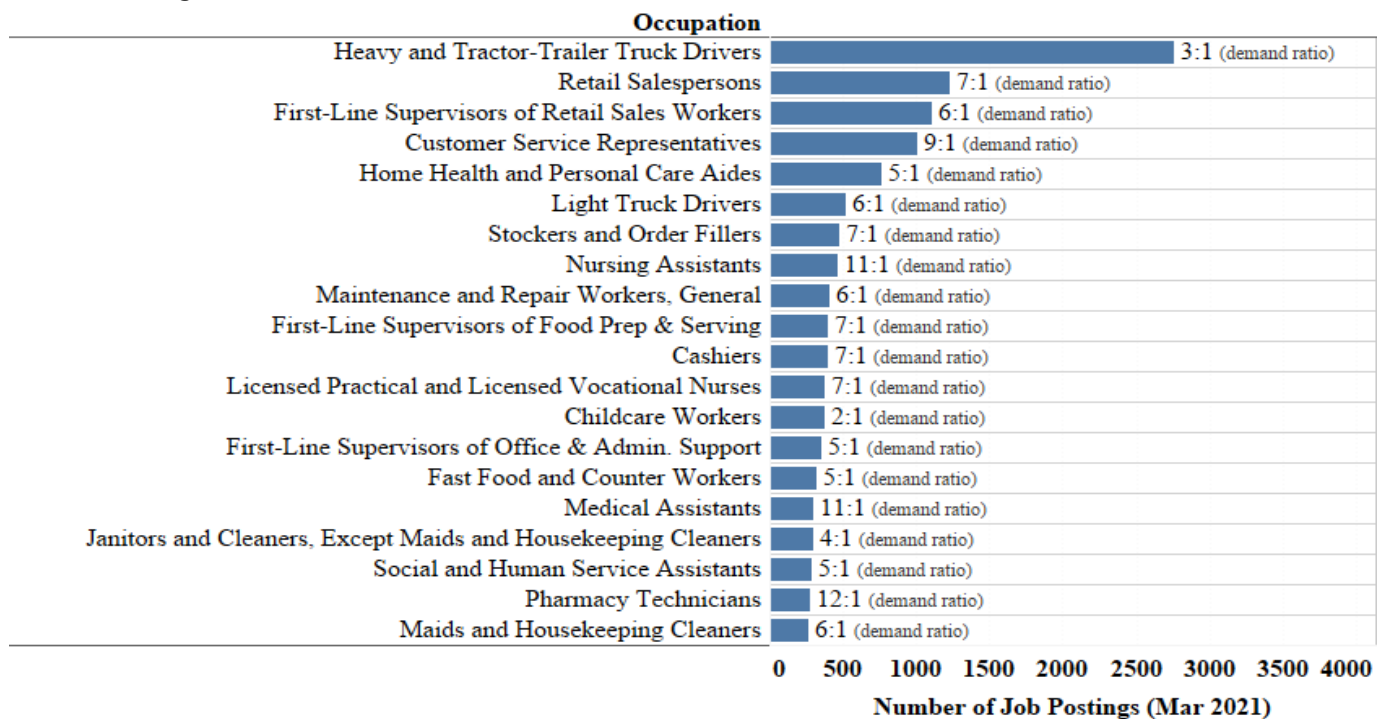 Occupation
Heavy and Tractor-Trailer Truck Drivers 3:1 (demand ratio)
Retail Salespersons 7:1 (demand ratio)
First-Line Supervisors of Retail Sales Workers 6:1 (demand ratio)
Customer Service Representatives 9:1 (demand ratio)
Home Health and Personal Care Aides 5:1 (demand ratio)
Light Truck Drivers 6:1 (demand ratio)
Stockers and Order Fillers 7:1 (demand ratio)
Nursing Assistants 11:1 (demand ratio)
Maintenance and Repair Workers, General 6:1 (demand ratio)
First-Line Supervisors of Food Prep & Serving 7:1 (demand ratio)
Cashiers 7:1 (demand ratio)
Licensed Practical and Licensed Vocational Nurses 7:1 (demand ratio)
Childcare Workers 2:1 (demand ratio)
First-Line Supervisors of Office & Admin. Support 5:1 (demand ratio)
Fast Food and Counter Workers 5:1 (demand ratio)
Medical Assistants 11:1 (demand ratio)
Janitors and Cleaners, Except Maids and Housekeeping Cleaners 4:1 (demand ratio)
Social and Human Service Assistants 5:1 (demand ratio)
Pharmacy Technicians 12:1 (demand ratio)
Maids and Housekeeping Cleaners 6:1 (demand ratio)
0 500 1000 1500 2000 2500 3000 3500 4000
Number of Job Postings (Mar 2021)